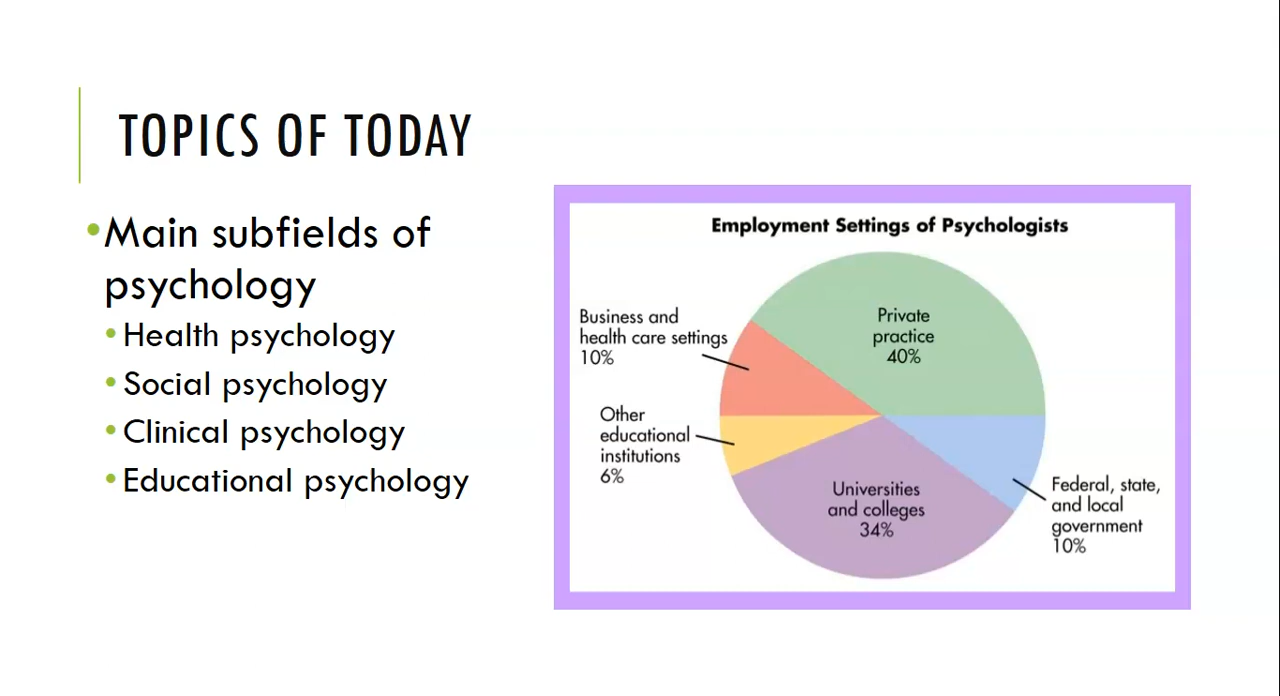 TOPICS OF TODAY
•Main subfields of
psychology
•Health psychology
•Social psychology
•Clinical psychology
•Educational psychology
Employment Settings of Psychologists
Private
practice
40%
Business and
health care settings
10%
Other
educational
institutions
6%
Universities
and colleges
34%
Federal, state,
and local
government
10%